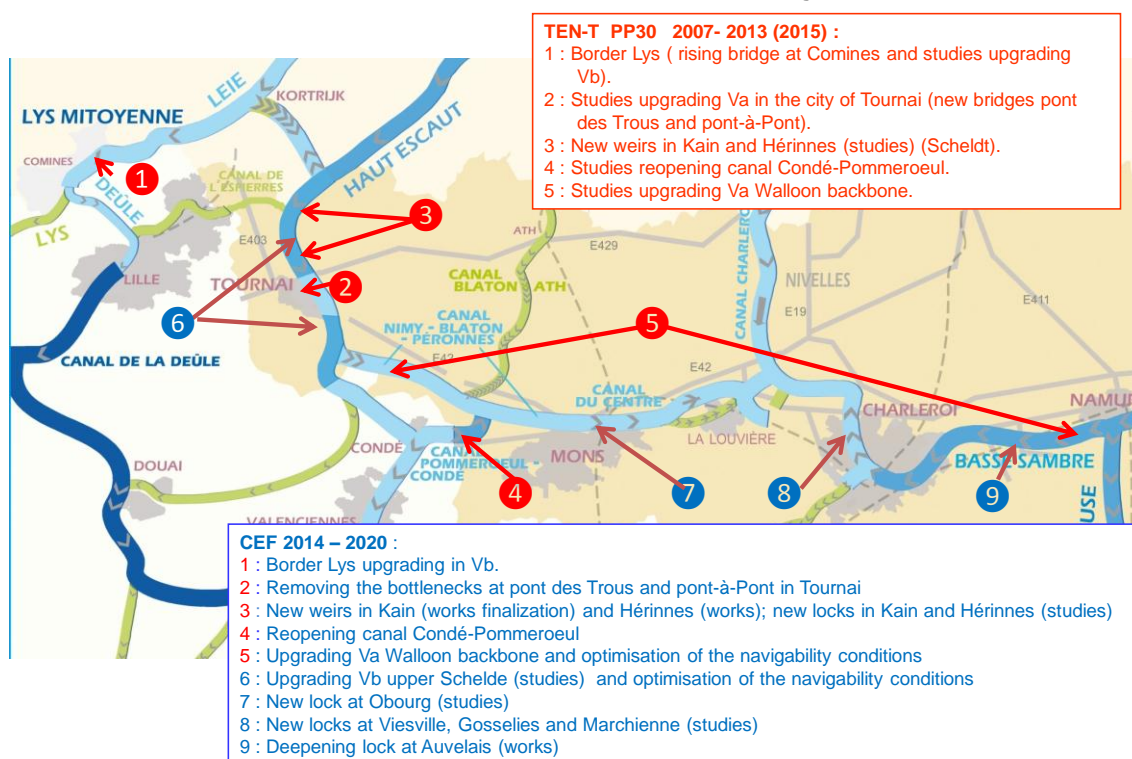 TEN-T PP30 2007- 2013 (2015) :
1 : Border Lys ( rising bridge at Comines and studies upgrading
Vb).
2 : Studies upgrading Va in the city of Tournai (new bridges pont
des Trous and pont-à-Pont).
3 : New weirs in Kain and Hérinnes (studies) (Scheldt).
4 : Studies reopening canal Condé-Pommeroeul.
5 : Studies upgrading Va Walloon backbone.
LEIE
KORTRIJK
LYS MITOYENNE
COMINES
1
DEÛLE
CANAL DE
L'ESPIERRES
HAUT ESCAUT
3
LYS
E403
ATH
E429
CANAL CHARLEROI
NIVELLES
LILLE
TOURNAI
2
CANAL
BLATON ATH
E411
6
CANAL
NIMY - BLATON
- PÉRONNES
5
E19
CANAL DE LA DEÛLE
E42
E42
CANAL
DU CENTRE
CHARLEROI
NAMUR
DOUAI
CONDÉ
CANAL
POMMEROEUL -
CONDÉ
MONS
LA LOUVIÈRE
BASSE-SAMBRE
4
7
8
9
USE
VALENCIENNES
CEF 2014 – 2020 :
1 : Border Lys upgrading in Vb.
2 : Removing the bottlenecks at pont des Trous and pont-à-Pont in Tournai
3 : New weirs in Kain (works finalization) and Hérinnes (works); new locks in Kain and Hérinnes (studies)
4 : Reopening canal Condé-Pommeroeul
5 : Upgrading Va Walloon backbone and optimisation of the navigability conditions
6 : Upgrading Vb upper Schelde (studies) and optimisation of the navigability conditions
7 : New lock at Obourg (studies)
8 : New locks at Viesville, Gosselies and Marchienne (studies)
9 : Deepening lock at Auvelais (works)